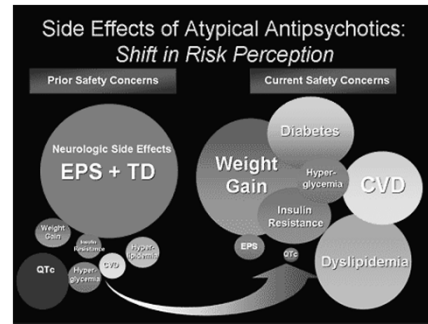 Side Effects of Atypical Antipsychotics:
Shift in Risk Perception
Prior Safety Concerns
Current Safety Concerns
Neurologic Side Effects
EPS + TD
Weight
Gain
Insulin
Resistance
Hyper-
lipidemia
QTc
Hyper-
glycemia
CVD
Diabetes
Weight
Gain
Hyper-
glycemia
CVD
Insulin
Resistance
EPS
QTc
Dyslipidemia